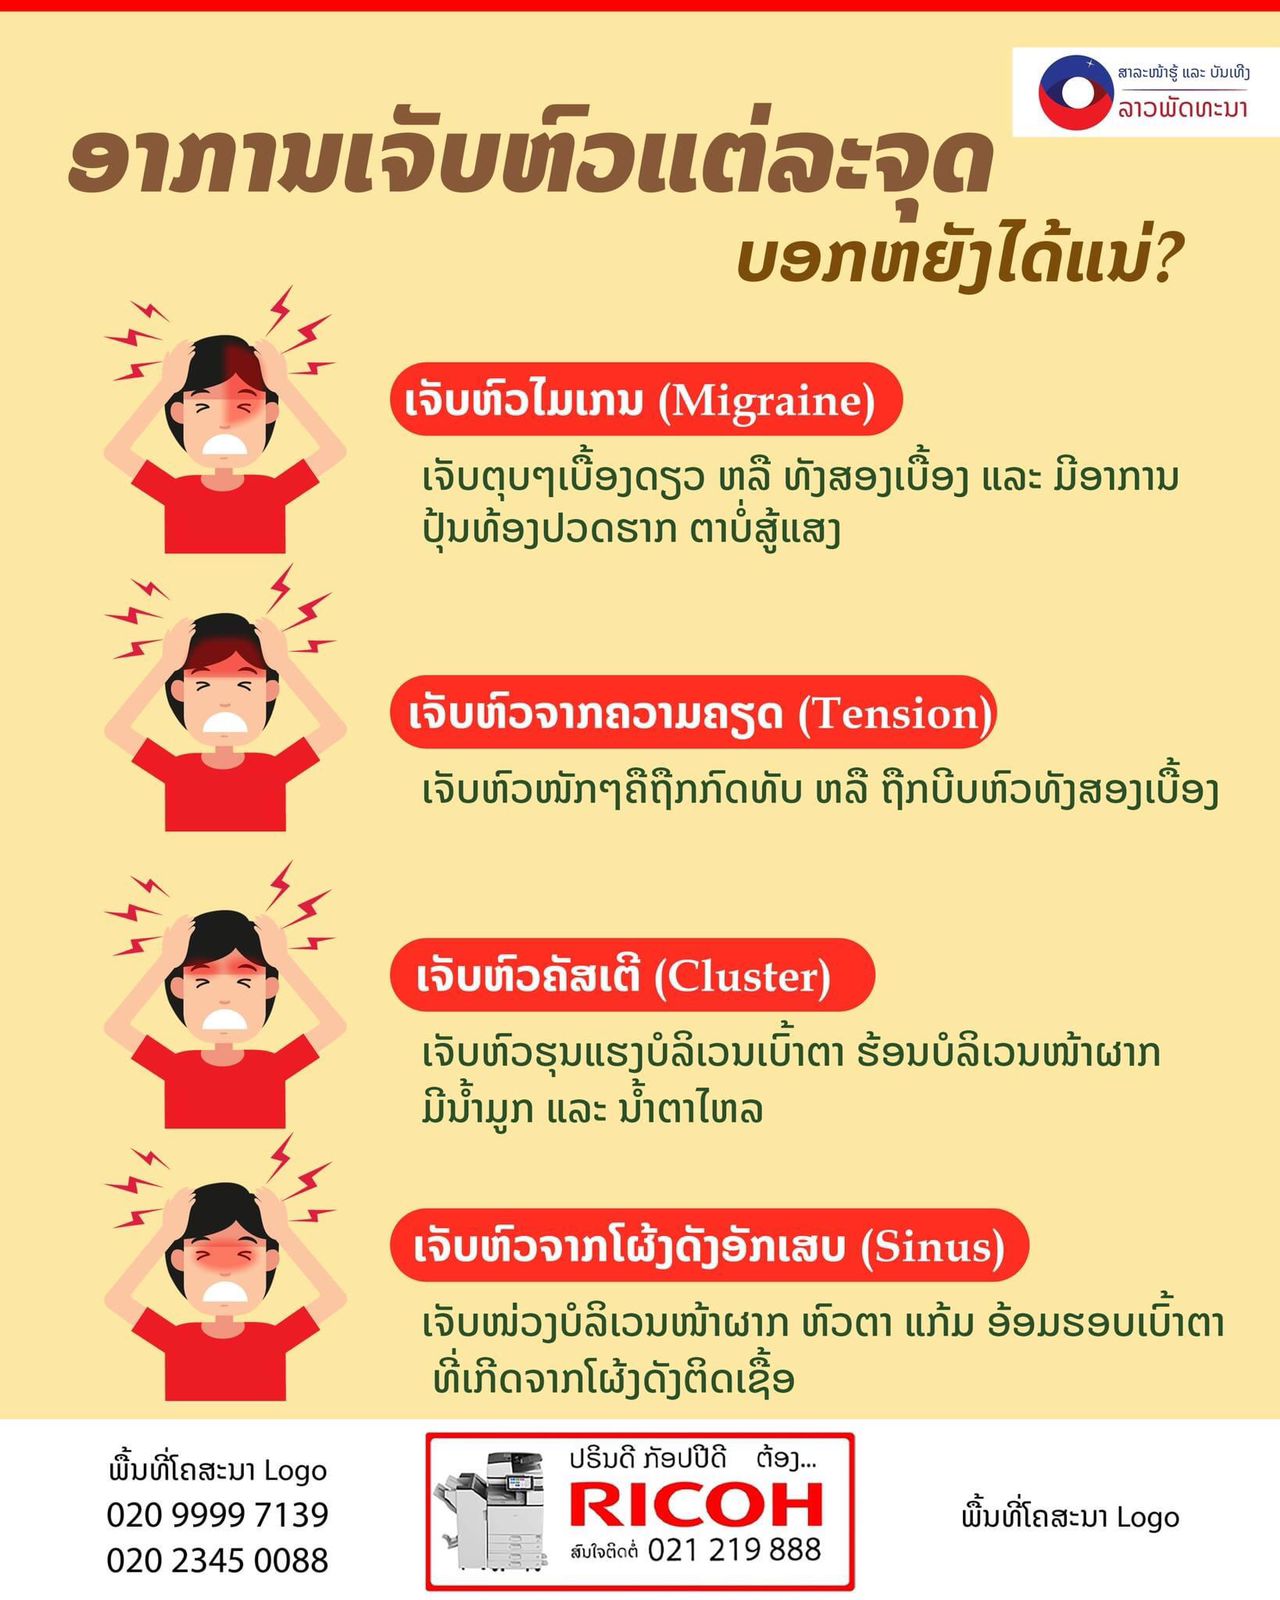 ສາລະໜ້າຮູ້ ແລະ ບັນເທີງ
ລາວພັດທະນາ
ອາການເຈັບຫົວແຕ່ລະຈຸດ
ບອກຫຍັງໄດ້ແນ່?
ເຈັບຫົວໄມເກນ (Migraine)
ເຈັບຕຸບໆເບື້ອງດຽວ ຫລື ທັງສອງເບື້ອງ ແລະ ມີອາການ
ປຸ້ນທ້ອງປວດຮາກ ຕາບໍ່ສູ້ແສງ
ເຈັບຫົວຈາກຄວາມຄຽດ (Tension)
ເຈັບຫົວໜັກໆຄືຖືກກົດທັບ ຫລື ຖືກບີບຫົວທັງສອງເບື້ອງ
ເຈັບຫົວຄັສເຕີ (Cluster)
ເຈັບຫົວຮຸນແຮງບໍລິເວນເບົ້າຕາ ຮ້ອນບໍລິເວນໜ້າຜາກ
ມີນ້ຳມູກ ແລະ ນ້ຳຕາໄຫລ
ເຈັບຫົວຈາກໂຜ້ງດັງອັກເສບ (Sinus)
ເຈັບໜ່ວງບໍລິເວນໜ້າຜາກ ຫົວຕາ ແກ້ມ ອ້ອມຮອບເບົ້າຕາ
ທີ່ເກີດຈາກໂຜ້ງດັງຕິດເຊື້ອ
ພື້ນທີ່ໂຄສະນາ Logo
020 9999 7139
020 2345 0088
ປຣິນດີ ກັອປປີດີ ຕ້ອງ...
RICOH
ສົນໃຈຕິດຕໍ່ 021 219 888
ພື້ນທີ່ໂຄສະນາ Logo